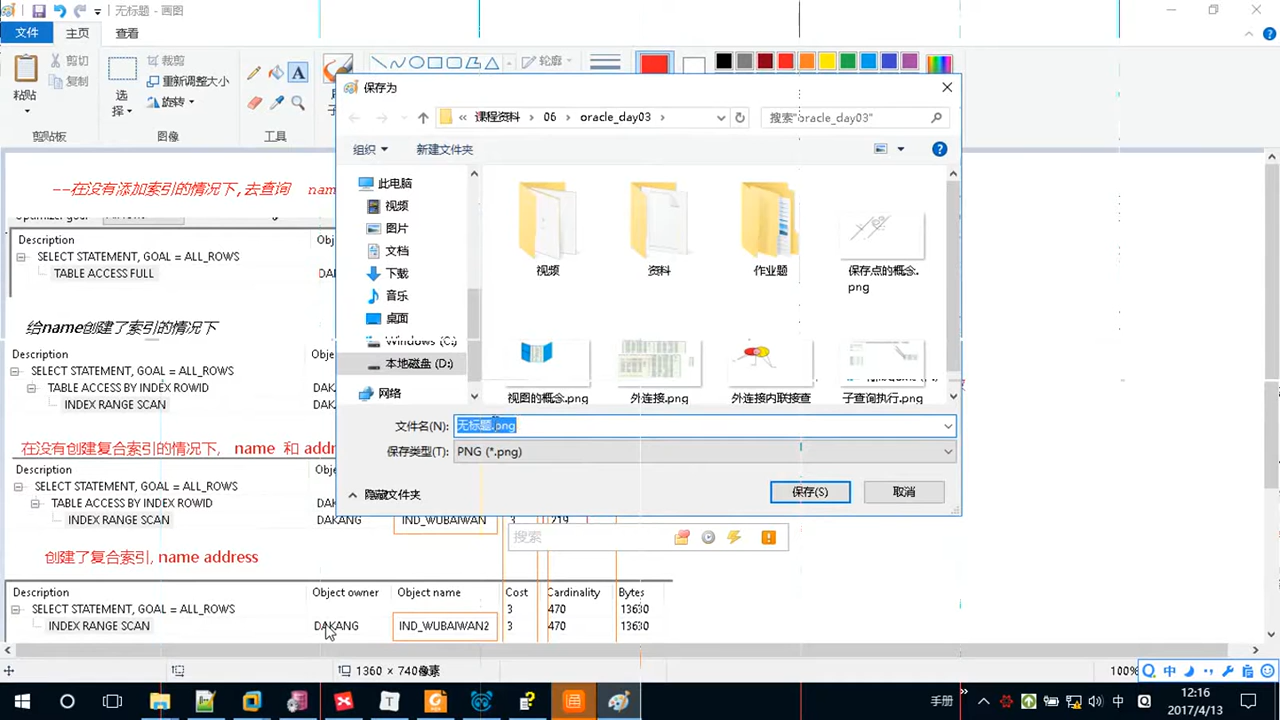 无标题 - 画图
文件
主页
查看
粘贴
剪切
复制
剪贴板
选择
裁剪
重新调整大小
旋转
图像
A
工具
轮廓
--在没有添加索引的情况下,去查询 nam
Description
Obj
SELECT STATEMENT, GOAL = ALL_ROWS
TABLE ACCESS FULL
DA
给name创建了索引的情况下
Description
Obje
SELECT STATEMENT, GOAL = ALL_ROWS
TABLE ACCESS BY INDEX ROWID
DAK
INDEX RANGE SCAN
DAK
在没有创建复合索引的情况下, name 和 addr
Description
Obje
SELECT STATEMENT, GOAL = ALL_ROWS
TABLE ACCESS BY INDEX ROWID
DAK
INDEX RANGE SCAN
DAKANG
IND_WUBAIWAN
3
219
创建了复合索引, name address
Description
Object owner
Object name
Cost
Cardinality
Bytes
SELECT STATEMENT, GOAL = ALL_ROWS
3
470
13630
INDEX RANGE SCAN
DAKANG
IND_WUBAIWAN2
3
470
13630
保存为
« 课程资料 › 06 › oracle_day03 ›
搜索"oracle_day03"
组织
新建文件夹
此电脑
视频
图片
文档
下载
音乐
桌面
Windows (C:)
本地磁盘 (D:)
网络
视频
资料
作业题
保存点的概念.png
视图的概念.png
外连接.png
外连接内联接查
子查询执行.png
文件名(N):
无标题.png
保存类型(T):
PNG (*.png)
隐藏文件夹
保存(S)
取消
搜索
1360 × 740像素
100%
中
手册
中
12:16
2017/4/13